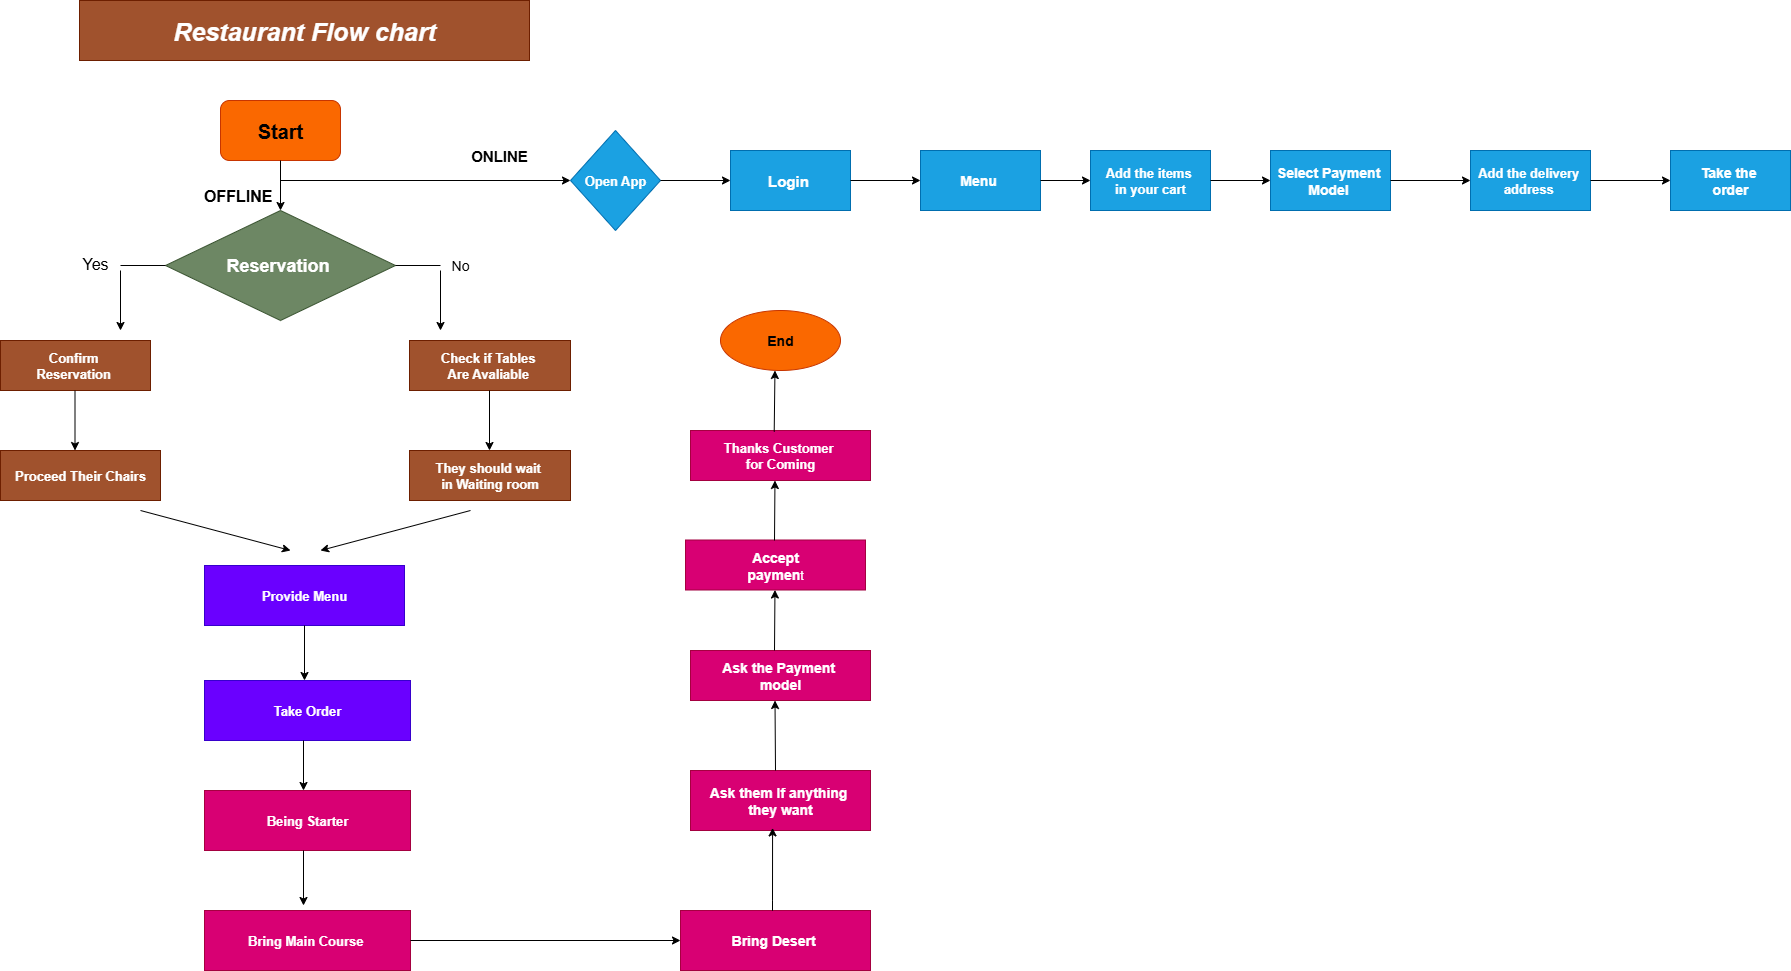 Restaurant Flow chart
Start
ONLINE
OFFLINE
Open App
Login
Menu
Add the items
in your cart
Select Payment
Model
Add the delivery
address
Take the
order
Yes
Reservation
No
Confirm
Reservation
Check if Tables
Are Avaliable
Proceed Their Chairs
They should wait
in Waiting room
Provide Menu
Take Order
Being Starter
Bring Main Course
Bring Desert
Ask them if anything
they want
Ask the Payment
model
Accept
payment
Thanks Customer
for Coming
End